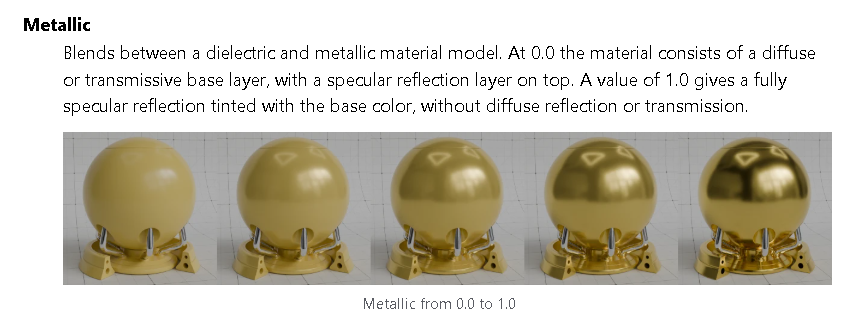 Metallic
Blends between a dielectric and metallic material model. At 0.0 the material consists of a diffuse
or transmissive base layer, with a specular reflection layer on top. A value of 1.0 gives a fully
specular reflection tinted with the base color, without diffuse reflection or transmission.
Metallic from 0.0 to 1.0